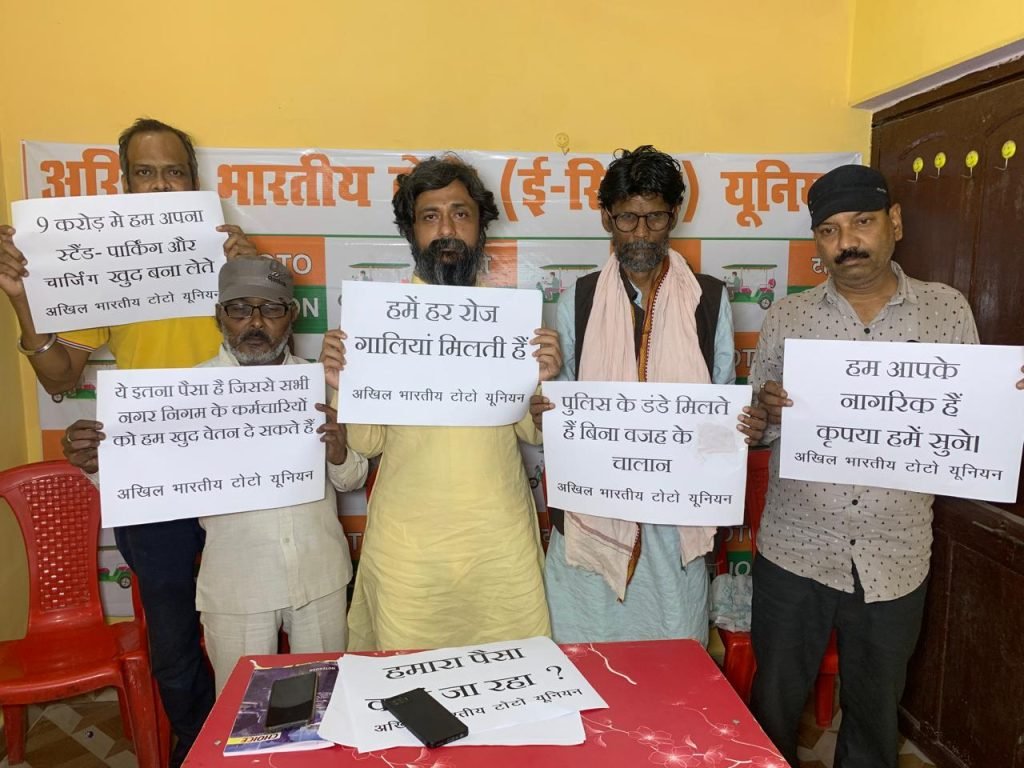 भारतीय
यूनिय
9 करोड़ मे हम अपना
स्टैंड- पार्किंग और
चार्जिंग खुद बना लेते
अखिल भारतीय टोटो यूनियन
ये इतना पैसा है जिससे सभी
नगर निगम के कर्मचारियों
को हम खुद वेतन दे सकते हैं
अखिल भारतीय टोटो यूनियन
हमें हर रोज
गालियां मिलती हैं
अखिल भारतीय टोटो यूनियन
पुलिस के डंडे मिलते
हैं बिना वजह के
चालान
अखिल भारतीय टोटो यूनियन
हम आपके
नागरिक हैं
कृपया हमें सुने।
अखिल भारतीय टोटो यूनियन
हमारा पैसा
जा रहा ?
अखिल भारतीय टोटो यूनियन
CHOICE